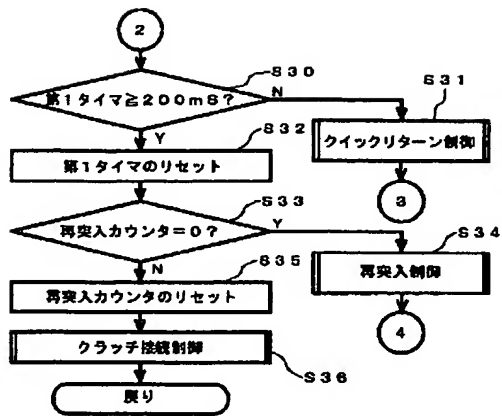 2
S30
第1タイマ≧200mS?
N
S31
クイックリターン制御
3
Y
S32
第1タイマのリセット
S33
再突入カウンタ=0?
Y
S34
再突入制御
4
N
S35
再突入カウンタのリセット
クラッチ接続制御
S36
戻り